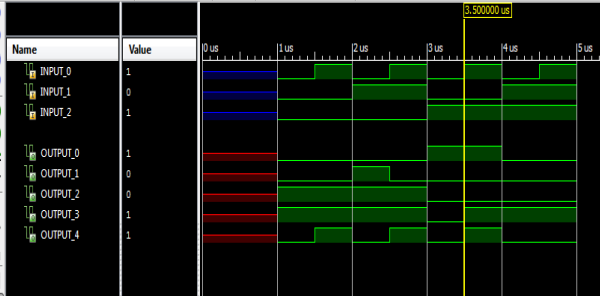 3.500000 us
Name Value
0 us 1 us 2 us 3 us 4 us 5 us
INPUT_0 1
INPUT_1 0
INPUT_2 1
OUTPUT_0 1
OUTPUT_1 0
OUTPUT_2 0
OUTPUT_3 1
OUTPUT_4 1